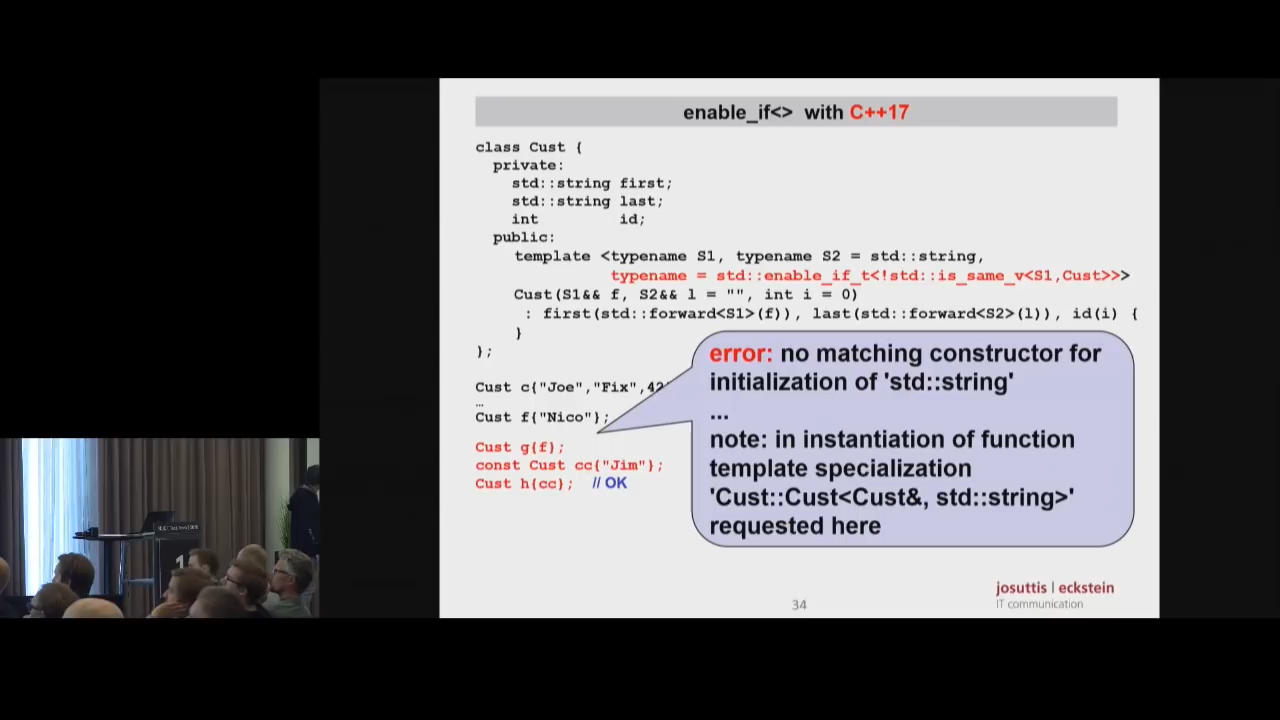 enable_if<> with C++17
class Cust {
private:
std::string first;
std::string last;
int id;
public:
template <typename S1, typename S2 = std::string,
typename = std::enable_if_t<!std::is_same_v<S1,Cust>>>
Cust(S1&& f, S2&& l = "", int i = 0)
: first(std::forward<S1>(f)), last(std::forward<S2>(l)), id(i) {
}
};
Cust c{"Joe","Fix",42
…
Cust f{"Nico"};
Cust g{f};
const Cust cc{"Jim"};
Cust h{cc}; // OK
error: no matching constructor for
initialization of 'std::string'
...
note: in instantiation of function
template specialization
'Cust::Cust<Cust&, std::string>'
requested here
josuttis | eckstein
IT communication
34